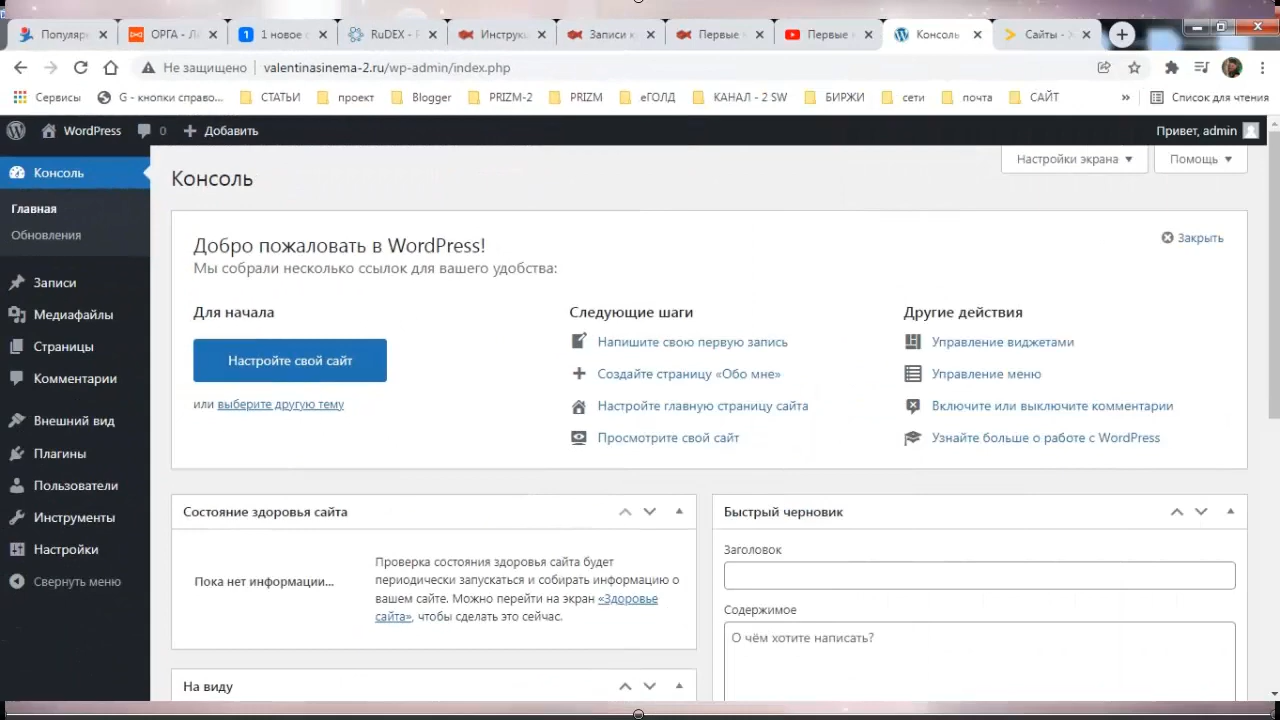 Популяр
ОРГА - ЛА
1 новое с
RuDEX - Р
Инструк
Записи к
Первые к
Первые к
Консоль
Сайты - Х
Не защищено
valentinasinema-2.ru/wp-admin/index.php
Сервисы
G - кнопки справо...
СТАТЬИ
проект
Blogger
PRIZM-2
PRIZM
еГОЛД
КАНАЛ - 2 SW
БИРЖИ
сети
почта
САЙТ
»
Список для чтения
WordPress
0
Добавить
Привет, admin
Консоль
Главная
Обновления
Записи
Медиафайлы
Страницы
Комментарии
Внешний вид
Плагины
Пользователи
Инструменты
Настройки
Свернуть меню
Настройки экрана
Помощь
Консоль
Добро пожаловать в WordPress!
Мы собрали несколько ссылок для вашего удобства:
Закрыть
Для начала
Настройте свой сайт
или выберите другую тему
Следующие шаги
Напишите свою первую запись
Создайте страницу «Обо мне»
Настройте главную страницу сайта
Просмотрите свой сайт
Другие действия
Управление виджетами
Управление меню
Включите или выключите комментарии
Узнайте больше о работе с WordPress
Состояние здоровья сайта
Пока нет информации...
Проверка состояния здоровья сайта будет
периодически запускаться и собирать информацию о
вашем сайте. Можно перейти на экран «Здоровье
сайта», чтобы сделать это сейчас.
На виду
Быстрый черновик
Заголовок
Содержимое
О чём хотите написать?